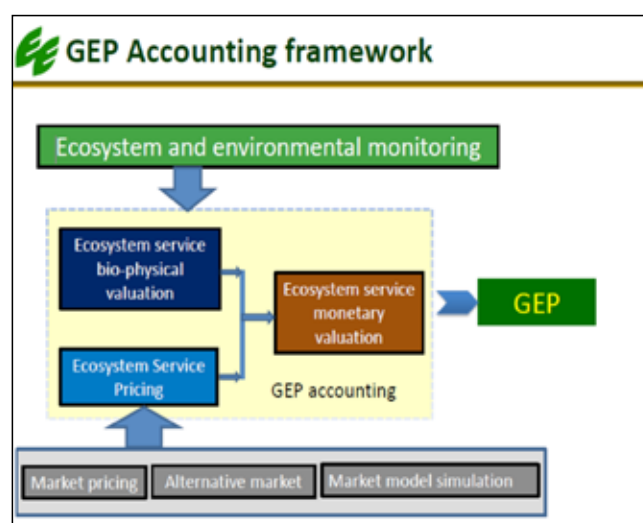 GEP Accounting framework
Ecosystem and environmental monitoring
Ecosystem service
bio-physical
valuation
Ecosystem service
monetary
valuation
GEP
Ecosystem Service
Pricing
GEP accounting
Market pricing
Alternative market
Market model simulation